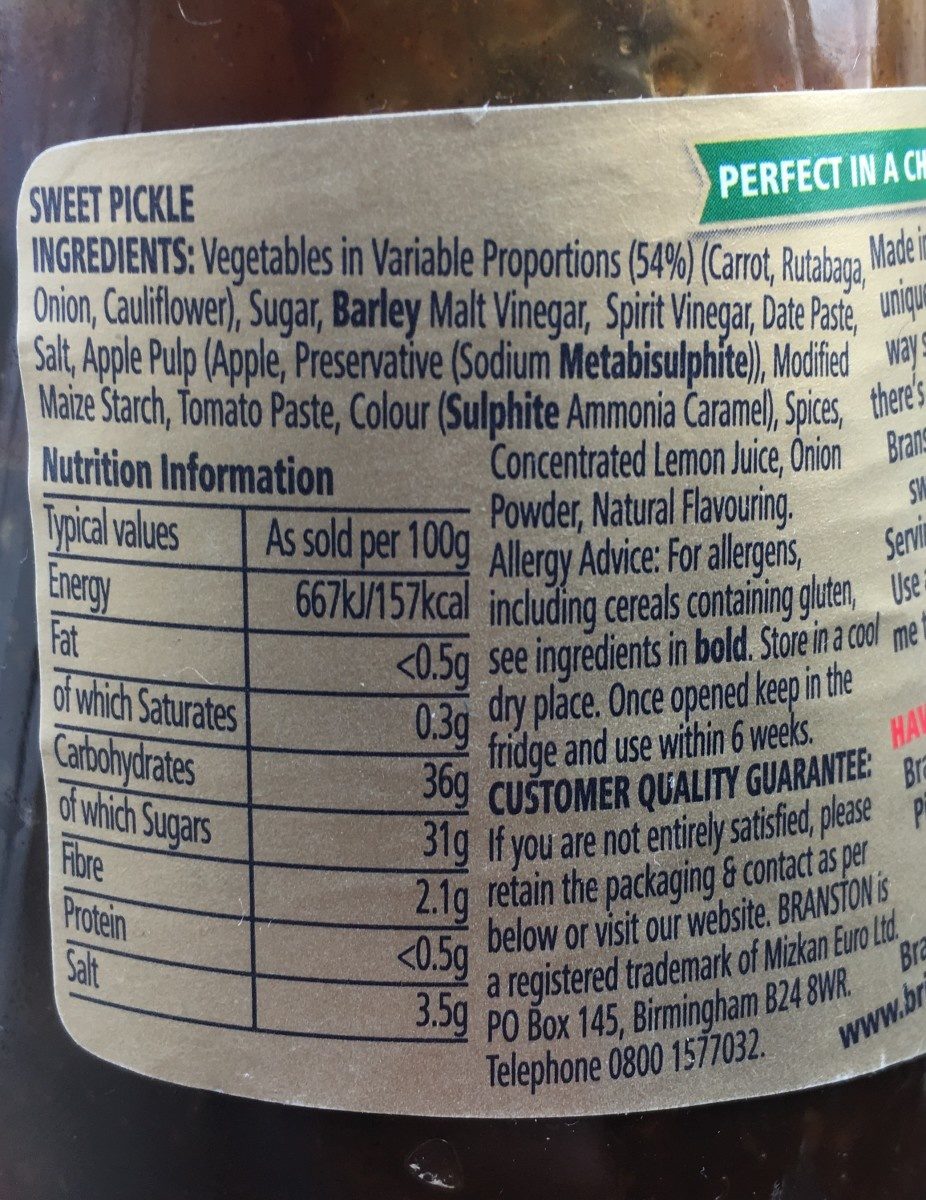 PERFECT IN A
SWEET PICKLE
INGREDIENTS: Vegetables in Variable Proportions (54%) (Carrot, Rutabaga,
Onion, Cauliflower), Sugar, Barley Malt Vinegar, Spirit Vinegar, Date Paste,
Salt, Apple Pulp (Apple, Preservative (Sodium Metabisulphite)), Modified
Maize Starch, Tomato Paste, Colour (Sulphite Ammonia Caramel), Spices,
Concentrated Lemon Juice, Onion
Powder, Natural Flavouring.
Allergy Advice: For allergens,
including cereals containing gluten,
see ingredients in bold. Store in a cool
dry place. Once opened keep in the
fridge and use within 6 weeks.
CUSTOMER QUALITY GUARANTEE:
If you are not entirely satisfied, please
retain the packaging & contact as per
below or visit our website. BRANSTON is
a registered trademark of Mizkan Euro Ltd.
PO Box 145, Birmingham B24 8WR.
Telephone 0800 1577032.
Nutrition Information
Typical values As sold per 100g
Energy 667kJ/157kcal
Fat <0.5g
of which Saturates 0.3g
Carbohydrates 36g
of which Sugars 31g
Fibre 2.1g
Protein <0.5g
Salt 3.5g
Made
way
there's
Use
me